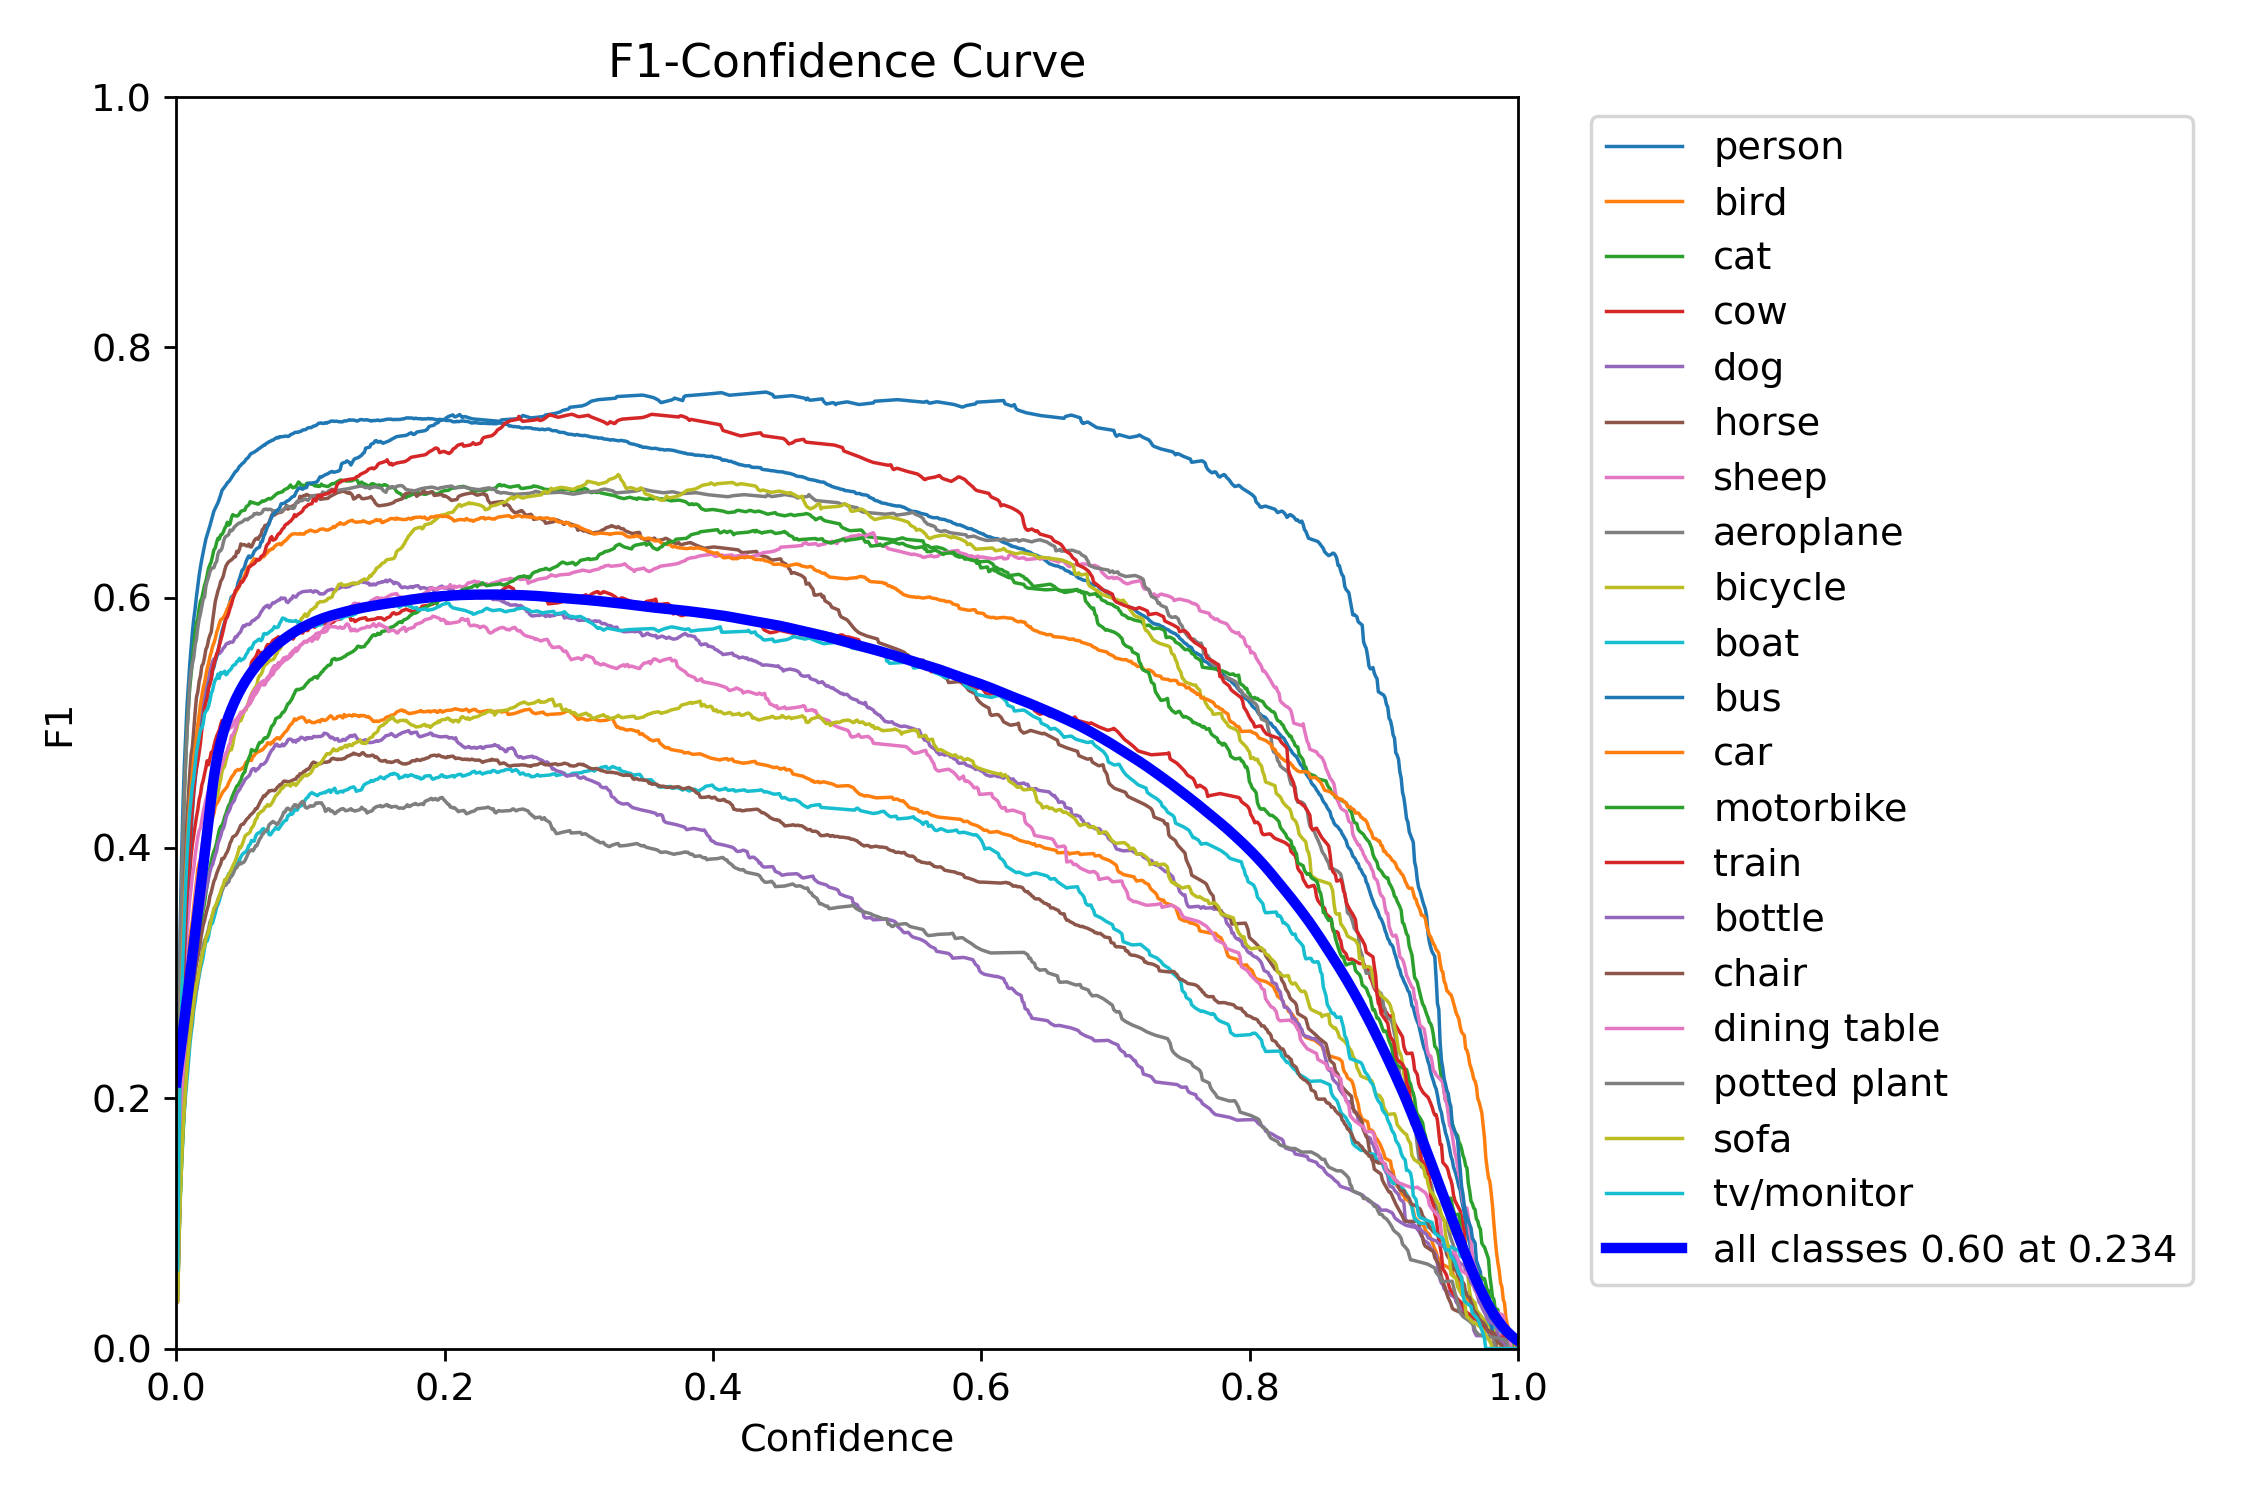 F1-Confidence Curve
1.0
0.8
0.6
0.4
0.2
0.0
F1
0.0
0.2
0.4
0.6
0.8
1.0
Confidence
person
bird
cat
cow
dog
horse
sheep
aeroplane
bicycle
boat
bus
car
motorbike
train
bottle
chair
dining table
potted plant
sofa
tv/monitor
all classes 0.60 at 0.234